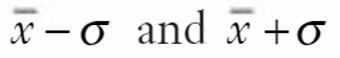 x̅ − σ and x̅ + σ